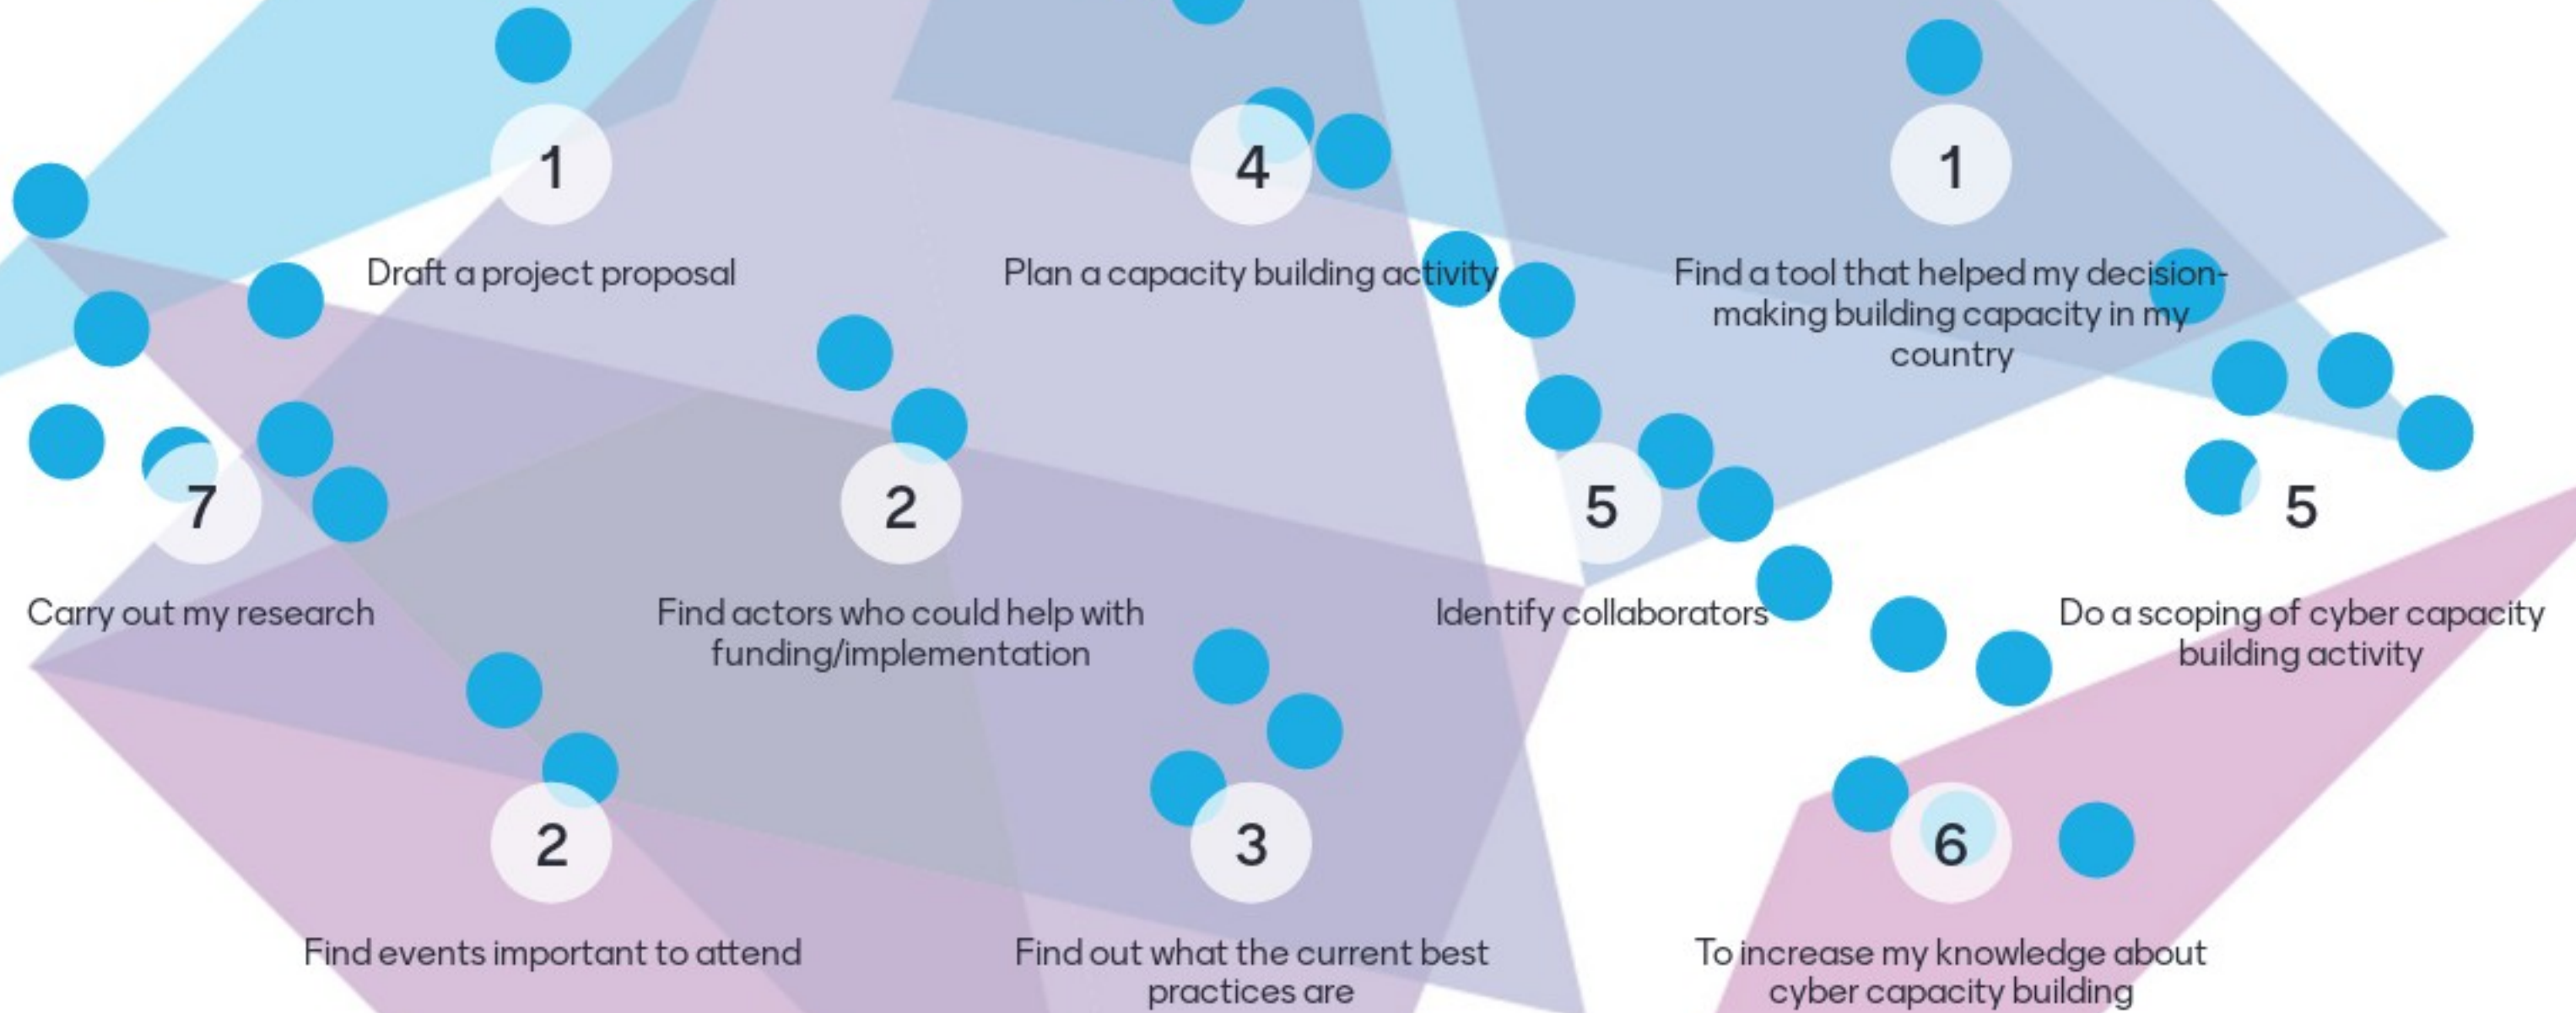 1
4
1
Draft a project proposal
Plan a capacity building activity
Find a tool that helped my decision-
making building capacity in my
country
7
2
5
5
Carry out my research
Find actors who could help with
funding/implementation
Identify collaborators
Do a scoping of cyber capacity
building activity
2
3
6
Find events important to attend
Find out what the current best
practices are
To increase my knowledge about
cyber capacity building